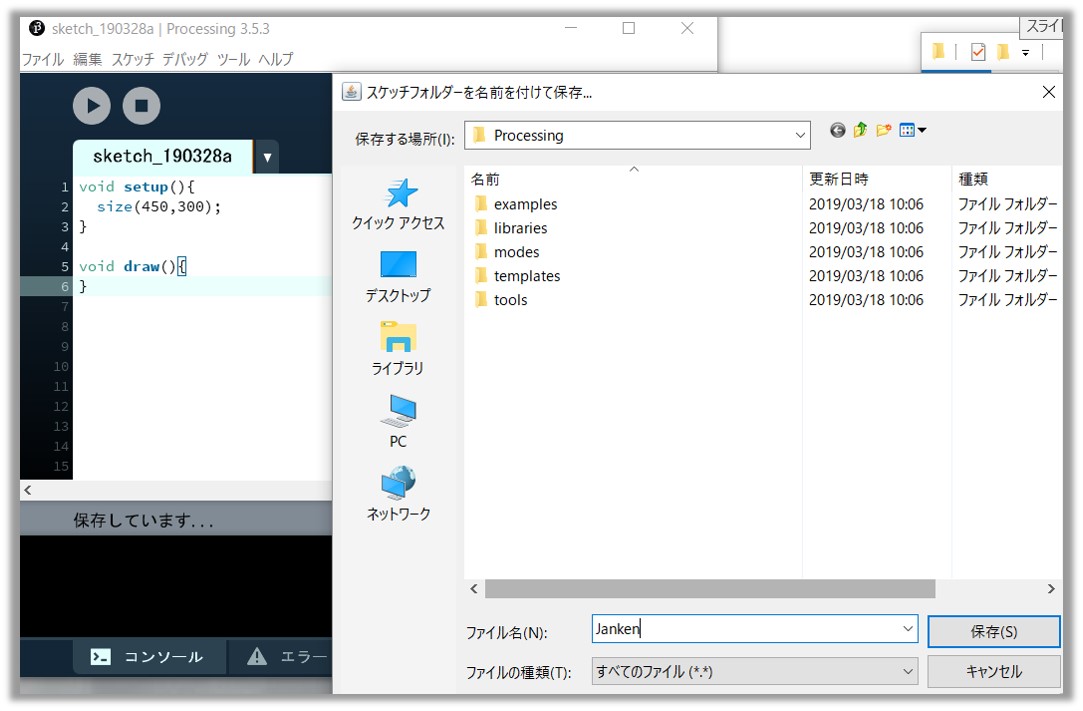 sketch_190328a | Processing 3.5.3
スライ
ファイル 編集 スケッチ デバッグ ツール ヘルプ
sketch_190328a
1 void setup(){
2 size(450,300);
3 }
4
5 void draw(){
6 }
7
8
9
10
11
12
13
14
15
保存しています...
コンソール
エラー
スケッチフォルダーを名前を付けて保存...
保存する場所(I):
Processing
クイック アクセス
デスクトップ
ライブラリ
PC
ネットワーク
名前 更新日時 種類
examples 2019/03/18 10:06 ファイル フォルダー
libraries 2019/03/18 10:06 ファイル フォルダー
modes 2019/03/18 10:06 ファイル フォルダー
templates 2019/03/18 10:06 ファイル フォルダー
tools 2019/03/18 10:06 ファイル フォルダー
ファイル名(N):
Janken
保存(S)
ファイルの種類(T):
すべてのファイル (*.*)
キャンセル